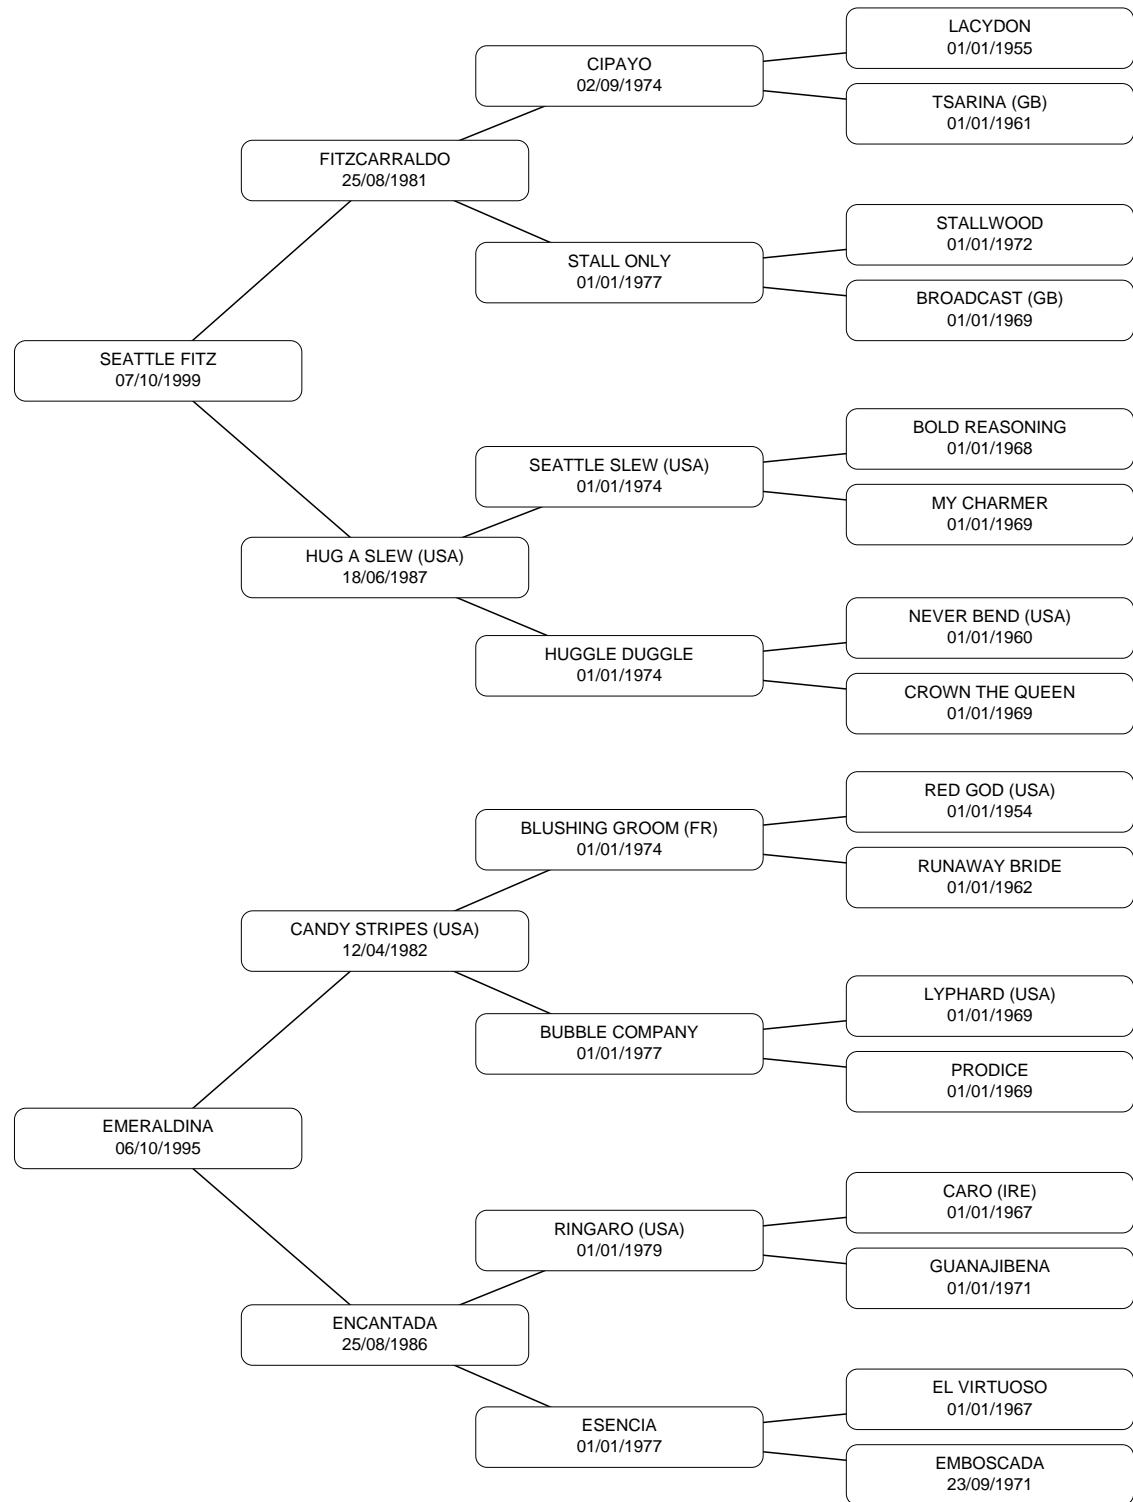 LACYDON
01/01/1955
CIPAYO
02/09/1974
TSARINA (GB)
01/01/1961
FITZCARRALDO
25/08/1981
STALLWOOD
01/01/1972
STALL ONLY
01/01/1977
BROADCAST (GB)
01/01/1969
SEATTLE FITZ
07/10/1999
BOLD REASONING
01/01/1968
SEATTLE SLEW (USA)
01/01/1974
MY CHARMER
01/01/1969
HUG A SLEW (USA)
18/06/1987
NEVER BEND (USA)
01/01/1960
HUGGLE DUGGLE
01/01/1974
CROWN THE QUEEN
01/01/1969
RED GOD (USA)
01/01/1954
BLUSHING GROOM (FR)
01/01/1974
RUNAWAY BRIDE
01/01/1962
CANDY STRIPES (USA)
12/04/1982
LYPHARD (USA)
01/01/1969
BUBBLE COMPANY
01/01/1977
PRODICE
01/01/1969
EMERALDINA
06/10/1995
CARO (IRE)
01/01/1967
RINGARO (USA)
01/01/1979
GUANAJIBENA
01/01/1971
ENCANTADA
25/08/1986
EL VIRTUOSO
01/01/1967
ESENCIA
01/01/1977
EMBOSCADA
23/09/1971